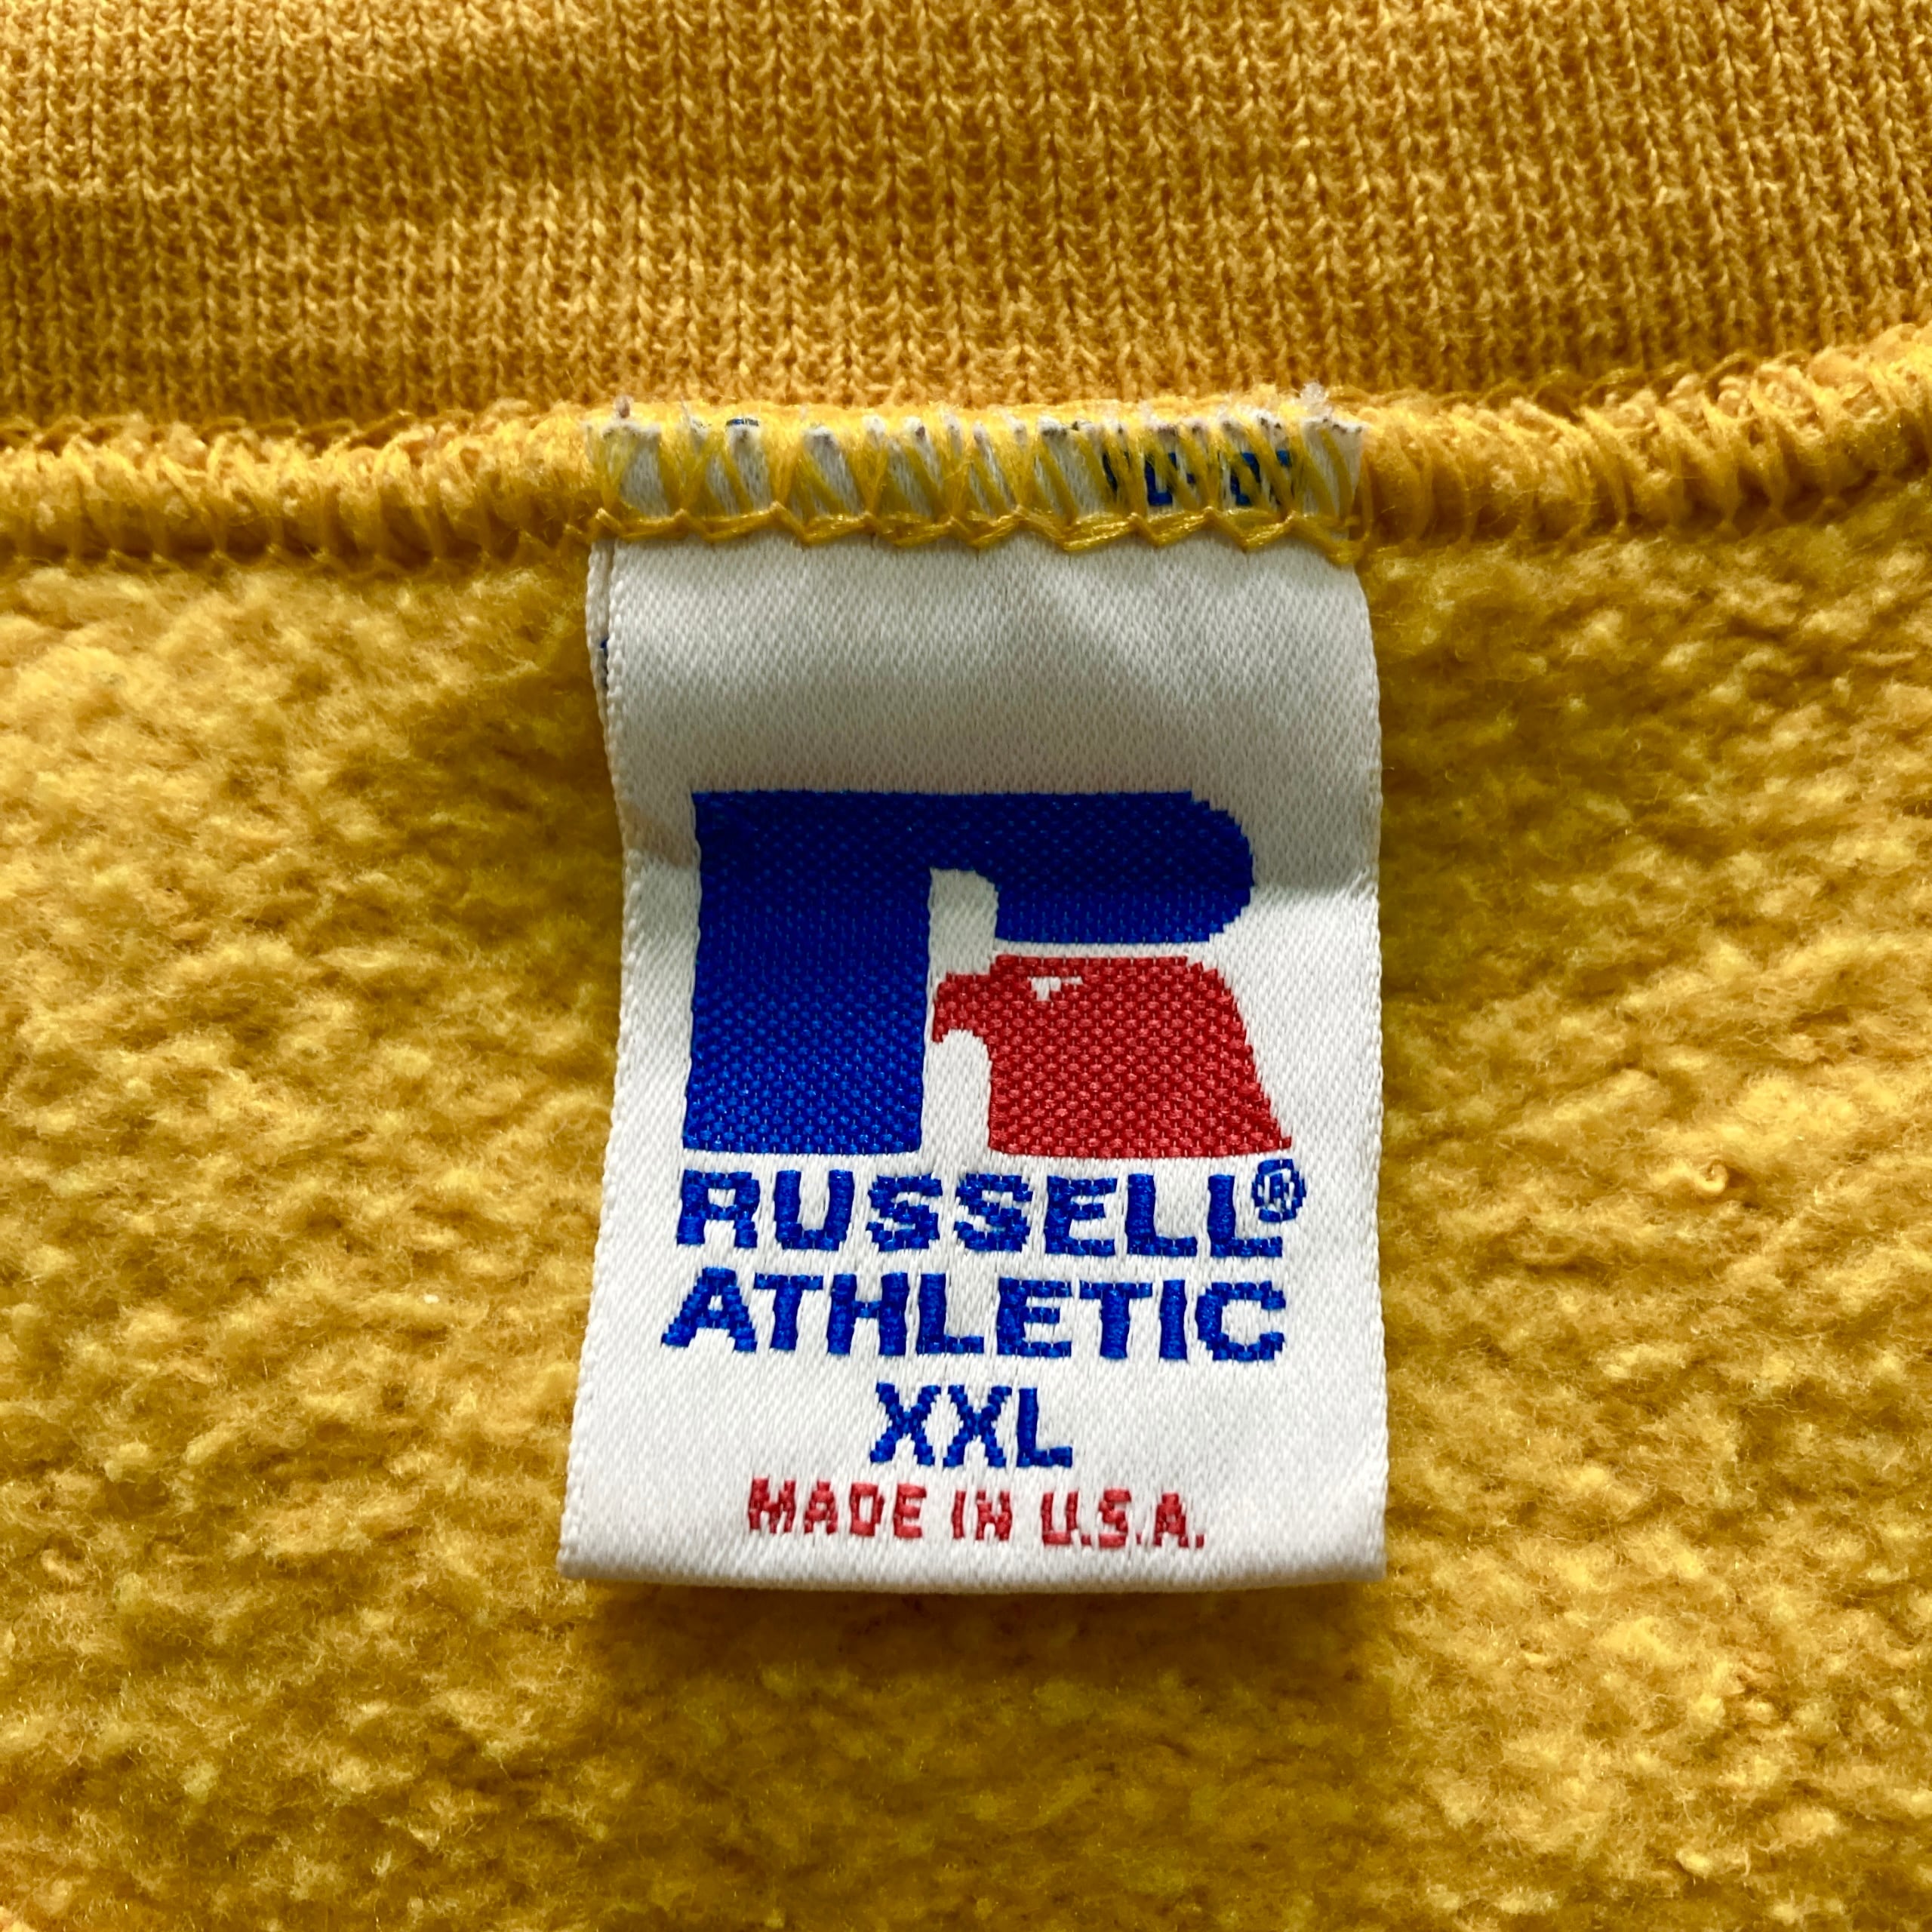 RUSSELL®
ATHLETIC
XXL
MADE IN U.S.A.